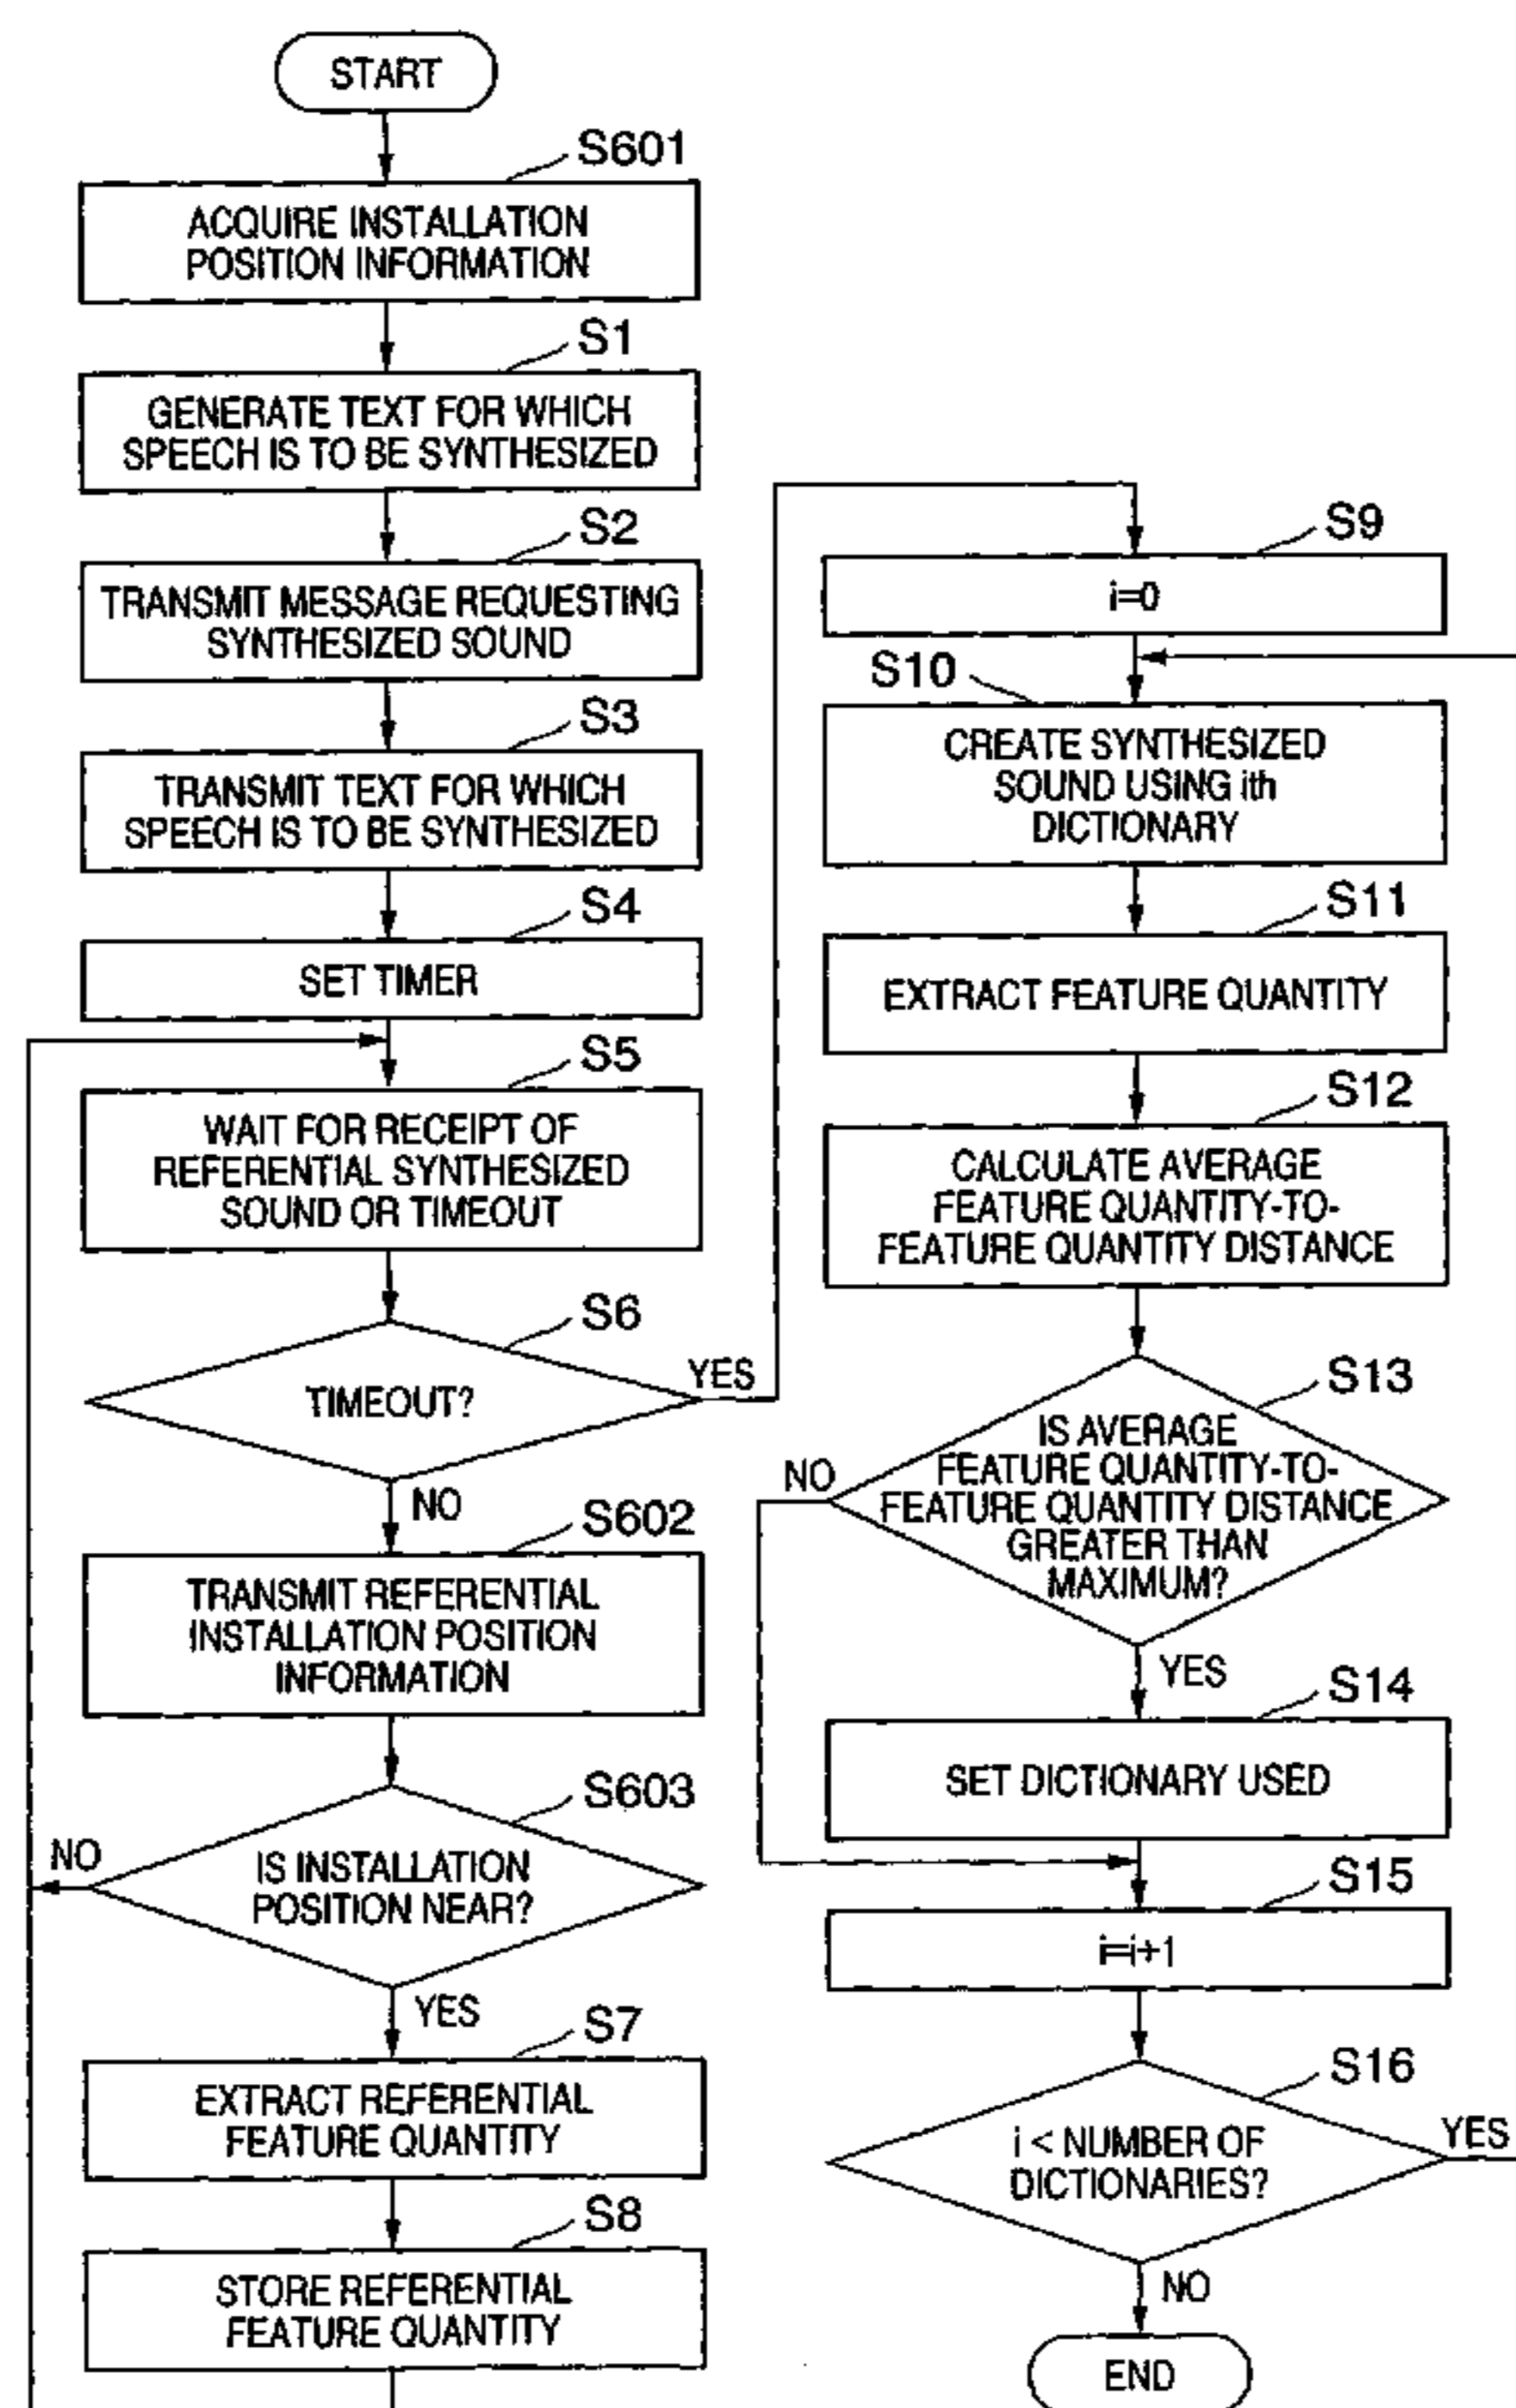 START
S601
ACQUIRE INSTALLATION
POSITION INFORMATION
S1
GENERATE TEXT FOR WHICH
SPEECH IS TO BE SYNTHESIZED
S2
TRANSMIT MESSAGE REQUESTING
SYNTHESIZED SOUND
S3
TRANSMIT TEXT FOR WHICH
SPEECH IS TO BE SYNTHESIZED
S4
SET TIMER
S5
WAIT FOR RECEIPT OF
REFERENTIAL SYNTHESIZED
SOUND OR TIMEOUT
S6
TIMEOUT?
YES
NO
S602
TRANSMIT REFERENTIAL
INSTALLATION POSITION
INFORMATION
S603
IS INSTALLATION
POSITION NEAR?
NO
YES
S7
EXTRACT REFERENTIAL
FEATURE QUANTITY
S8
STORE REFERENTIAL
FEATURE QUANTITY
S9
i=0
S10
CREATE SYNTHESIZED
SOUND USING ith
DICTIONARY
S11
EXTRACT FEATURE QUANTITY
S12
CALCULATE AVERAGE
FEATURE QUANTITY-TO-
FEATURE QUANTITY DISTANCE
S13
IS AVERAGE
FEATURE QUANTITY-TO-
FEATURE QUANTITY DISTANCE
GREATER THAN
MAXIMUM?
NO
YES
S14
SET DICTIONARY USED
S15
i=i+1
S16
i < NUMBER OF
DICTIONARIES?
YES
NO
END